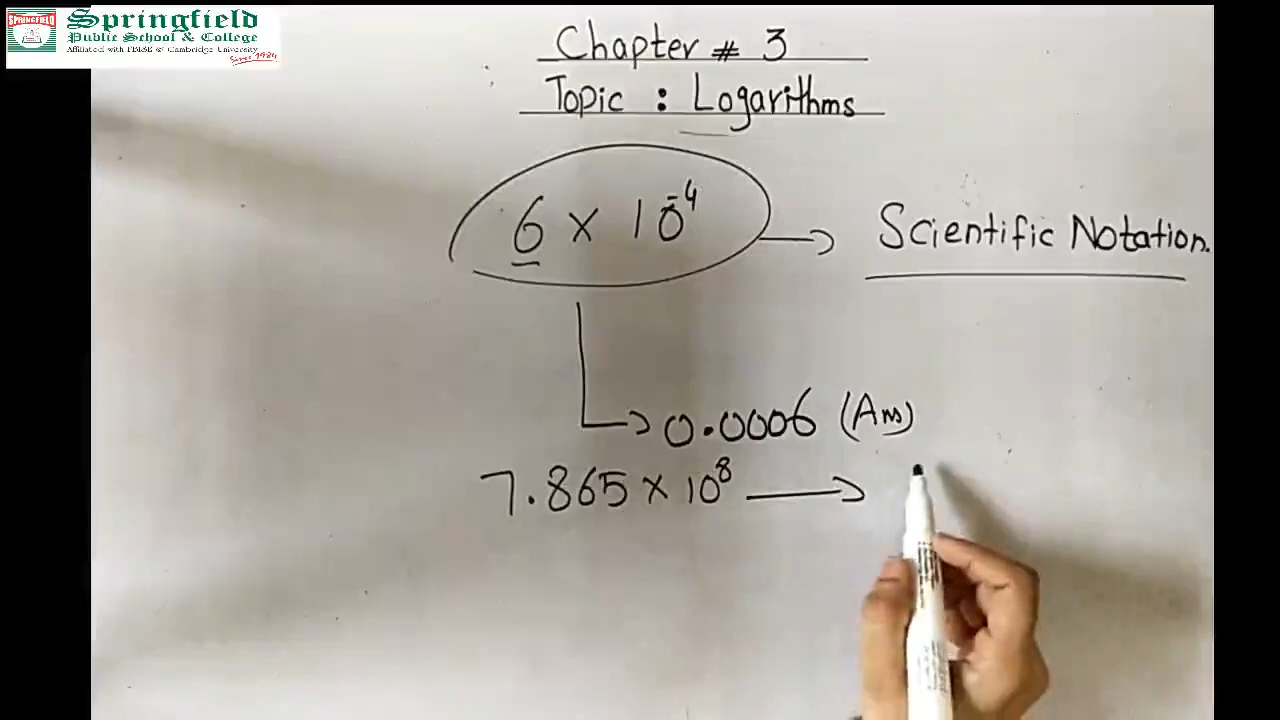 SPRINGFIELD
Springfield
Public School & College
Affiliated with FBISE & Cambridge University
Since 1984
Chapter # 3
Topic : Logarithms
6 × 10⁻⁴ → Scientific Notation.
→ 0.0006 (Ans)
7.865 × 10⁸ →